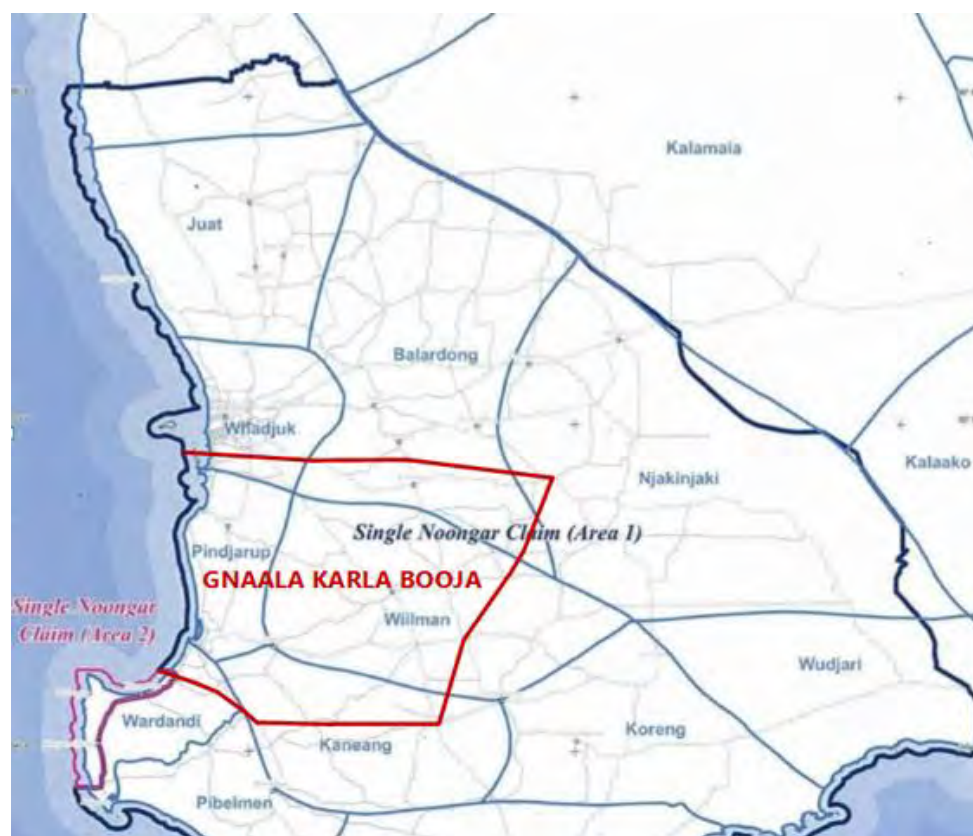 Kalamaia
Juat
Balardong
Wiladjuk
Kalaako
Njakinjaki
Single Noongar Claim (Area 1)
Pindjarup
GNAALA KARLA BOOJA
Single Noongar
Claim (Area 2)
Wiilman
Wudjari
Wardandi
Koreng
Kaneang
Pibelmen